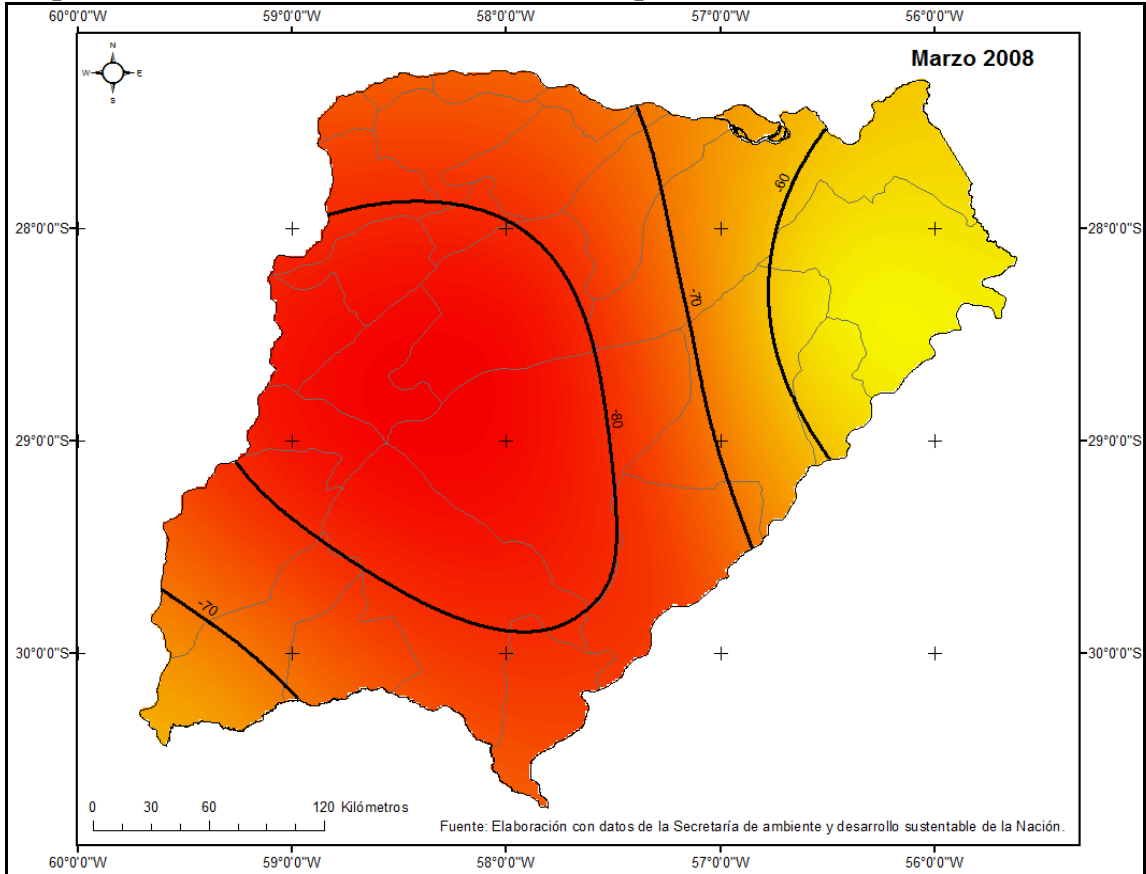 60°0'0"W 59°0'0"W 58°0'0"W 57°0'0"W 56°0'0"W
Marzo 2008
N
W E
S
-60
28°0'0"S 28°0'0"S
-70
-80
29°0'0"S 29°0'0"S
-70
30°0'0"S 30°0'0"S
0 30 60 120 Kilómetros
Fuente: Elaboración con datos de la Secretaría de ambiente y desarrollo sustentable de la Nación.
60°0'0"W 59°0'0"W 58°0'0"W 57°0'0"W 56°0'0"W